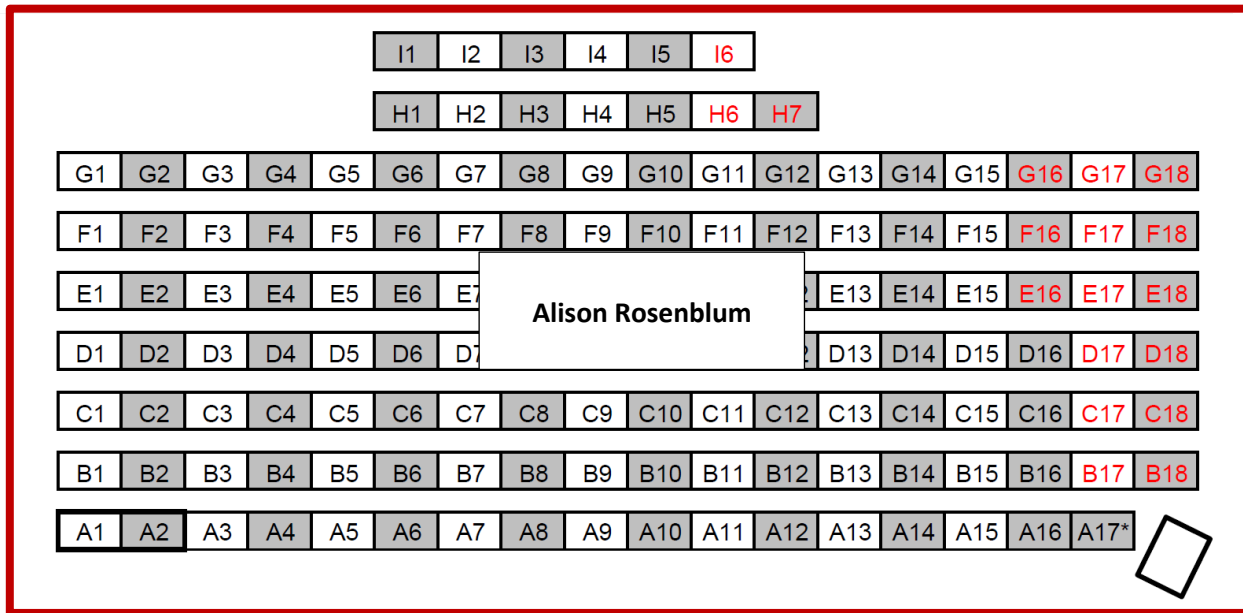 I1 I2 I3 I4 I5 I6
H1 H2 H3 H4 H5 H6 H7
G1 G2 G3 G4 G5 G6 G7 G8 G9 G10 G11 G12 G13 G14 G15 G16 G17 G18
F1 F2 F3 F4 F5 F6 F7 F8 F9 F10 F11 F12 F13 F14 F15 F16 F17 F18
E1 E2 E3 E4 E5 E6 E7 E13 E14 E15 E16 E17 E18
Alison Rosenblum
D1 D2 D3 D4 D5 D6 D7 D13 D14 D15 D16 D17 D18
C1 C2 C3 C4 C5 C6 C7 C8 C9 C10 C11 C12 C13 C14 C15 C16 C17 C18
B1 B2 B3 B4 B5 B6 B7 B8 B9 B10 B11 B12 B13 B14 B15 B16 B17 B18
A1 A2 A3 A4 A5 A6 A7 A8 A9 A10 A11 A12 A13 A14 A15 A16 A17*